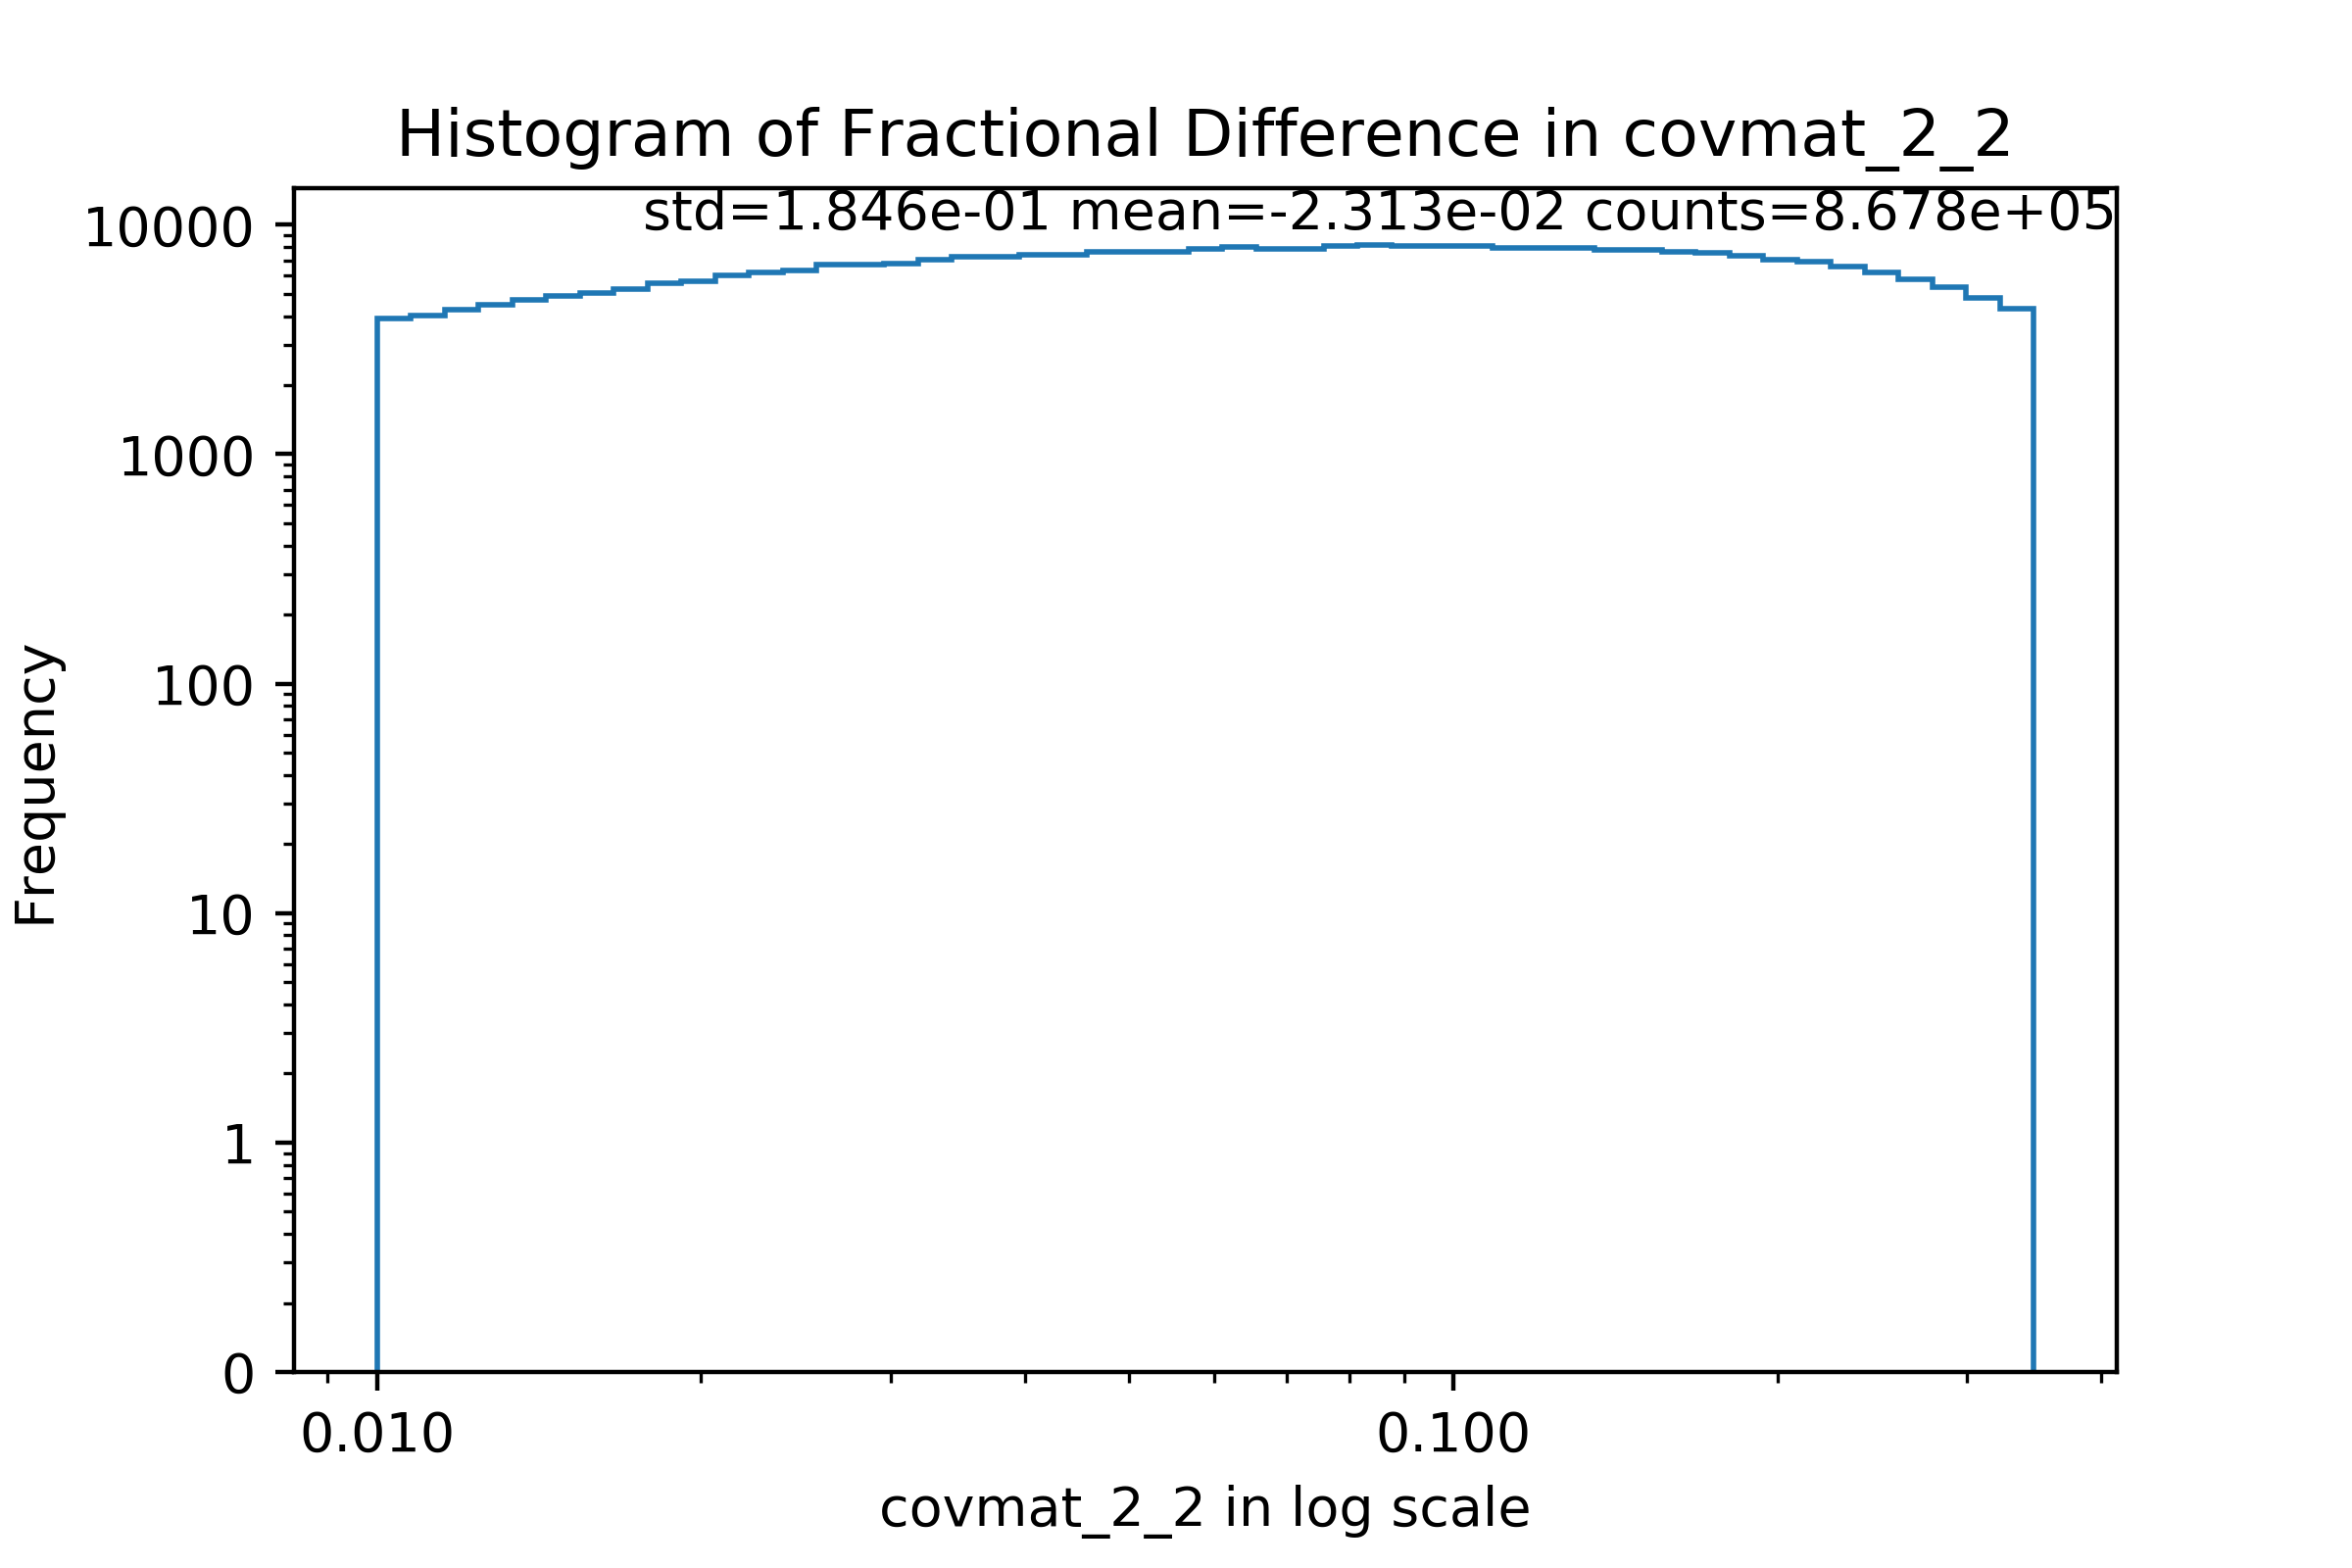 Histogram of Fractional Difference in covmat_2_2
std=1.846e-01 mean=-2.313e-02 counts=8.678e+05
10000
1000
100
10
1
0
Frequency
0.010 0.100
covmat_2_2 in log scale